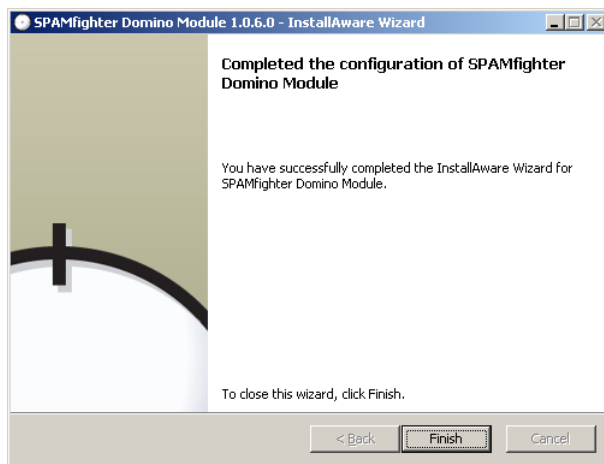 SPAMfighter Domino Module 1.0.6.0 - InstallAware Wizard
Completed the configuration of SPAMfighter
Domino Module
You have successfully completed the InstallAware Wizard for
SPAMfighter Domino Module.
To close this wizard, click Finish.
< Back
Finish
Cancel